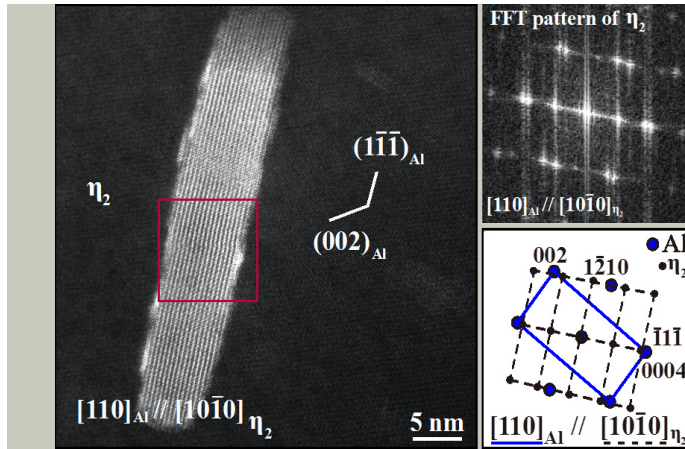 η₂
(11̅1̅)Al
(002)Al
[110]Al // [101̅0]η₂
5 nm
FFT pattern of η₂
[110]Al // [101̅0]η₂
Al
η₂
002
12̅10
1̅11̅
0004
[110]Al // [101̅0]η₂